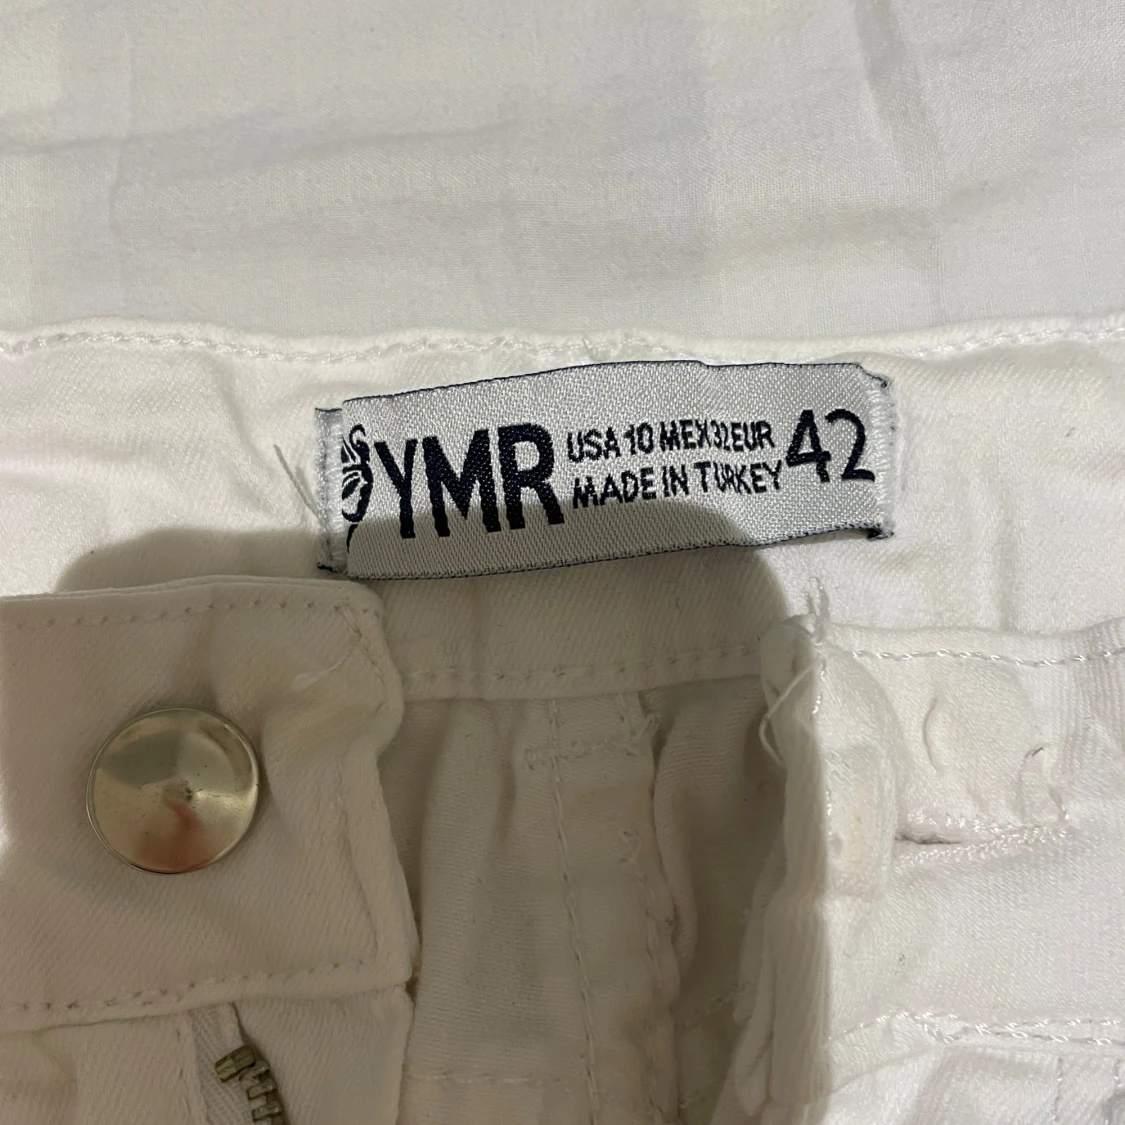 YMR USA 10 MEX 32 EUR 42
MADE IN TURKEY